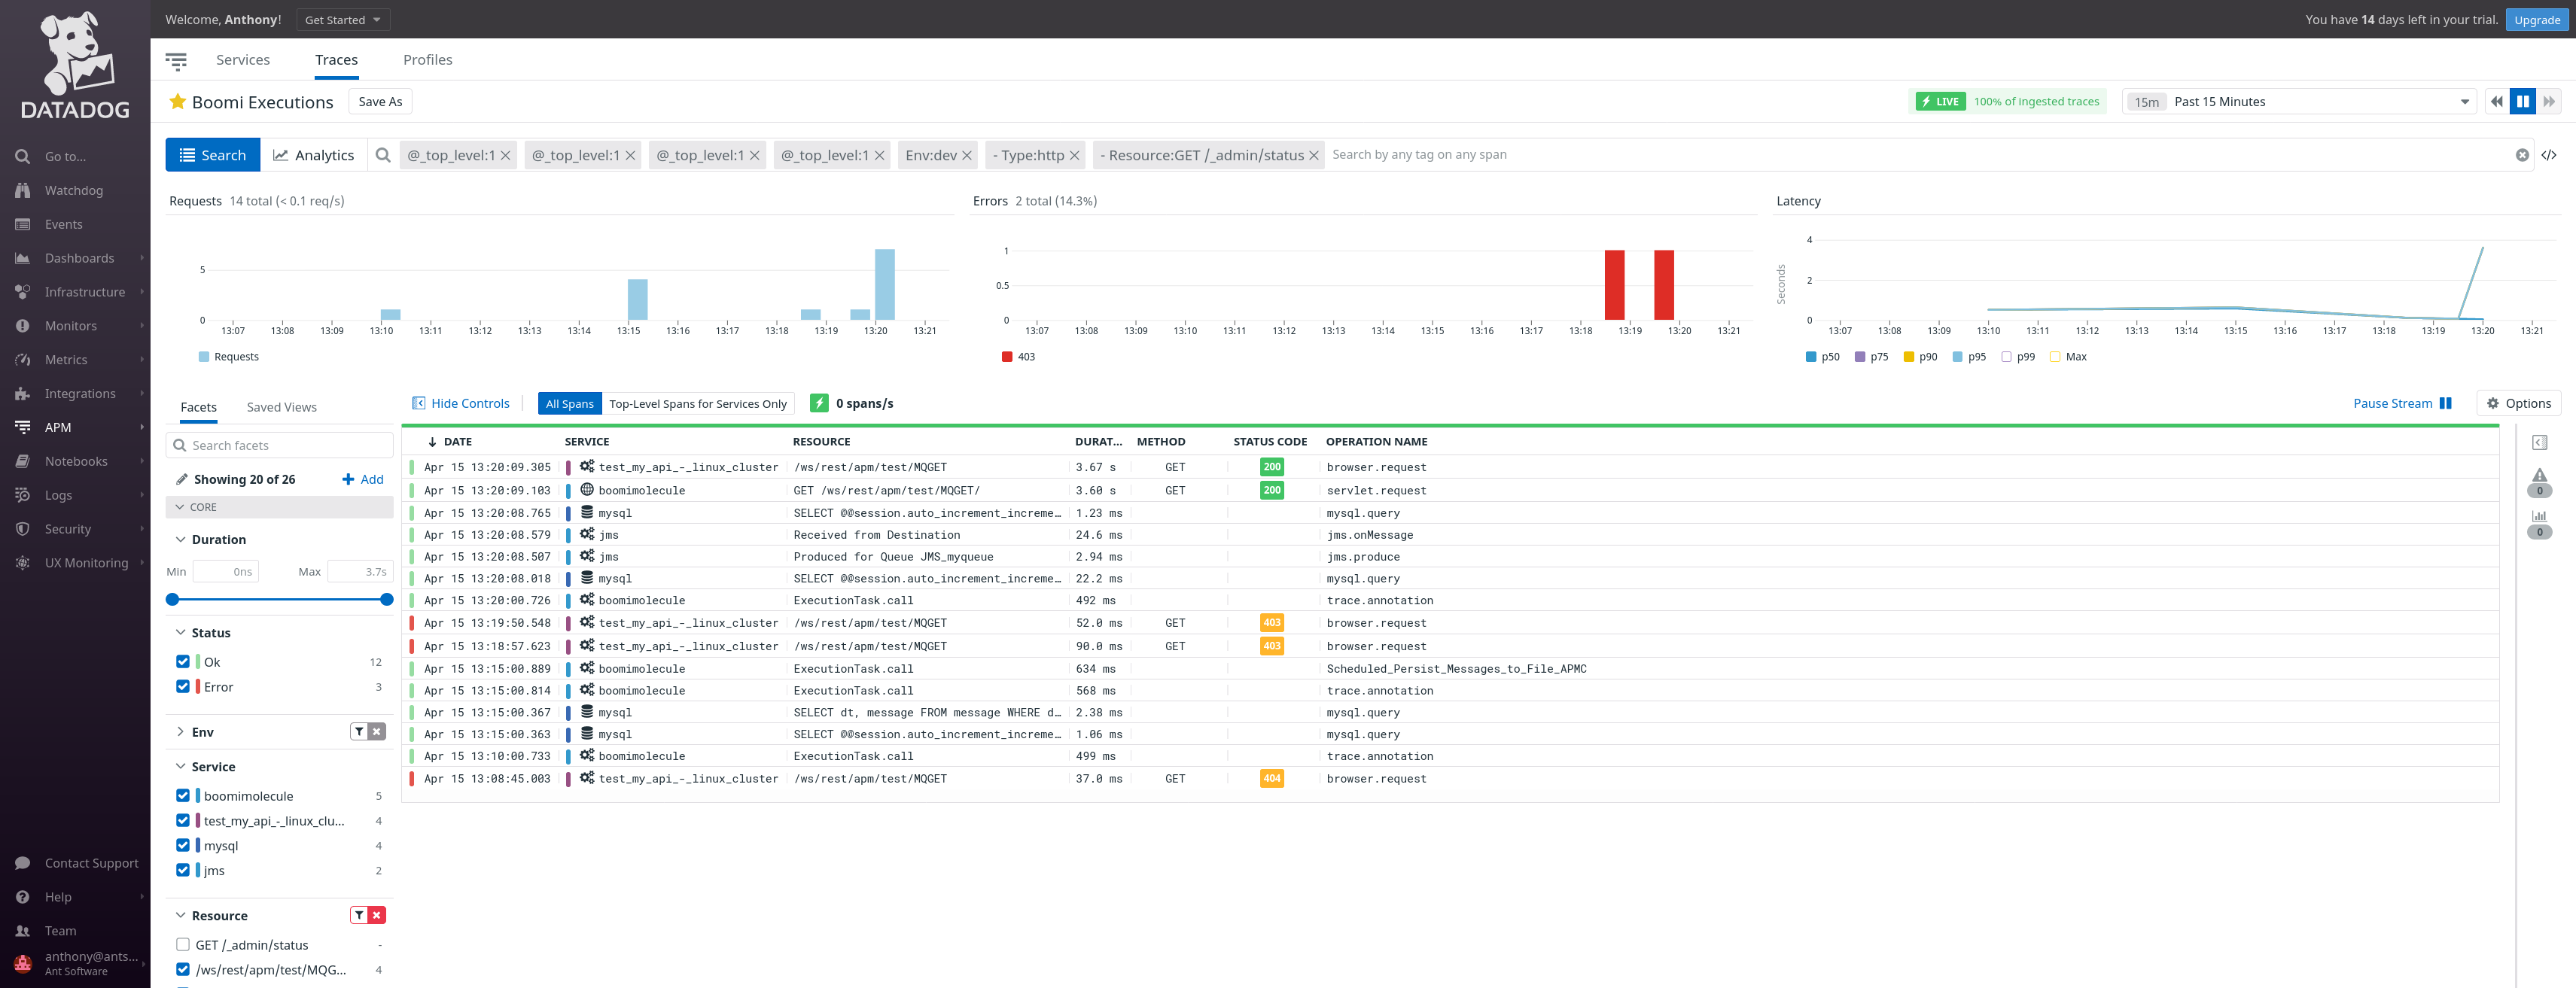 DATADOG
Go to...
Watchdog
Events
Dashboards
Infrastructure
Monitors
Metrics
Integrations
APM
Notebooks
Logs
Security
UX Monitoring
Contact Support
Help
Team
anthony@ants...
Ant Software
Welcome, Anthony! Get Started You have 14 days left in your trial. Upgrade
Services Traces Profiles
Boomi Executions Save As LIVE 100% of ingested traces 15m Past 15 Minutes
Search Analytics @_top_level:1 @_top_level:1 @_top_level:1 @_top_level:1 Env:dev - Type:http - Resource:GET /_admin/status Search by any tag on any span </>
Requests 14 total (< 0.1 req/s)
5
0
13:07 13:08 13:09 13:10 13:11 13:12 13:13 13:14 13:15 13:16 13:17 13:18 13:19 13:20 13:21
Requests
Errors 2 total (14.3%)
1
0.5
0
13:07 13:08 13:09 13:10 13:11 13:12 13:13 13:14 13:15 13:16 13:17 13:18 13:19 13:20 13:21
403
Latency
Seconds
4
2
0
13:07 13:08 13:09 13:10 13:11 13:12 13:13 13:14 13:15 13:16 13:17 13:18 13:19 13:20 13:21
p50 p75 p90 p95 p99 Max
Facets Saved Views
Search facets
Showing 20 of 26 Add
CORE
Duration
Min 0ns Max 3.7s
Status
Ok 12
Error 3
Env
Service
boomimolecule 5
test_my_api_-_linux_clu... 4
mysql 4
jms 2
Resource
GET /_admin/status -
/ws/rest/apm/test/MQG... 4
Hide Controls All Spans Top-Level Spans for Services Only 0 spans/s Pause Stream Options
DATE SERVICE RESOURCE DURAT... METHOD STATUS CODE OPERATION NAME
Apr 15 13:20:09.305 test_my_api_-_linux_cluster /ws/rest/apm/test/MQGET 3.67 s GET 200 browser.request
Apr 15 13:20:09.103 boomimolecule GET /ws/rest/apm/test/MQGET/ 3.60 s GET 200 servlet.request
Apr 15 13:20:08.765 mysql SELECT @@session.auto_increment_increme… 1.23 ms mysql.query
Apr 15 13:20:08.579 jms Received from Destination 24.6 ms jms.onMessage
Apr 15 13:20:08.507 jms Produced for Queue JMS_myqueue 2.94 ms jms.produce
Apr 15 13:20:08.018 mysql SELECT @@session.auto_increment_increme… 22.2 ms mysql.query
Apr 15 13:20:00.726 boomimolecule ExecutionTask.call 492 ms trace.annotation
Apr 15 13:19:50.548 test_my_api_-_linux_cluster /ws/rest/apm/test/MQGET 52.0 ms GET 403 browser.request
Apr 15 13:18:57.623 test_my_api_-_linux_cluster /ws/rest/apm/test/MQGET 90.0 ms GET 403 browser.request
Apr 15 13:15:00.889 boomimolecule ExecutionTask.call 634 ms Scheduled_Persist_Messages_to_File_APMC
Apr 15 13:15:00.814 boomimolecule ExecutionTask.call 568 ms trace.annotation
Apr 15 13:15:00.367 mysql SELECT dt, message FROM message WHERE d… 2.38 ms mysql.query
Apr 15 13:15:00.363 mysql SELECT @@session.auto_increment_increme… 1.06 ms mysql.query
Apr 15 13:10:00.733 boomimolecule ExecutionTask.call 499 ms trace.annotation
Apr 15 13:08:45.003 test_my_api_-_linux_cluster /ws/rest/apm/test/MQGET 37.0 ms GET 404 browser.request
0
0